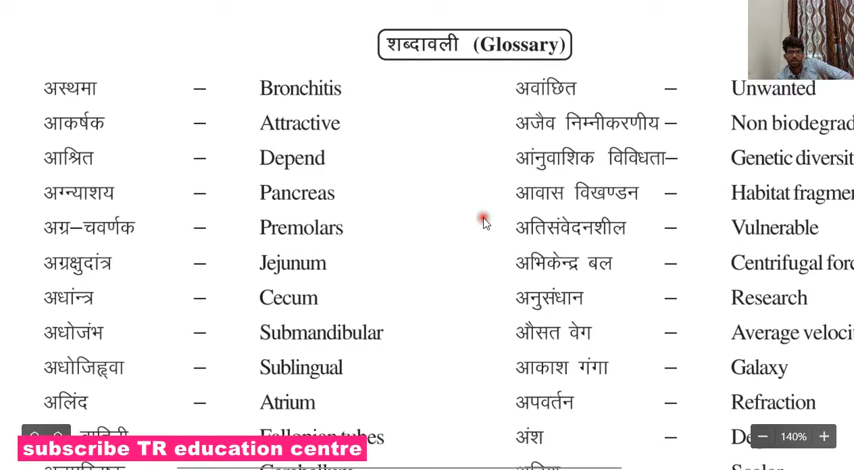 शब्दावली (Glossary)
अस्थमा – Bronchitis अवांछित – Unwanted
आकर्षक – Attractive अजैव निम्नीकरणीय – Non biodegrad
आश्रित – Depend आंनुवाशिक विविधता – Genetic diversit
अग्न्याशय – Pancreas आवास विखण्डन – Habitat fragme
अग्र–चवर्णक – Premolars अतिसंवेदनशील – Vulnerable
अग्रक्षुदांत्र – Jejunum अभिकेन्द्र बल – Centrifugal forc
अधांन्त्र – Cecum अनुसंधान – Research
अधोजंभ – Submandibular औसत वेग – Average velocit
अधोजिह्वा – Sublingual आकाश गंगा – Galaxy
अलिंद – Atrium अपवर्तन – Refraction
– Fallopian tubes अंश –
subscribe TR education centre
140%